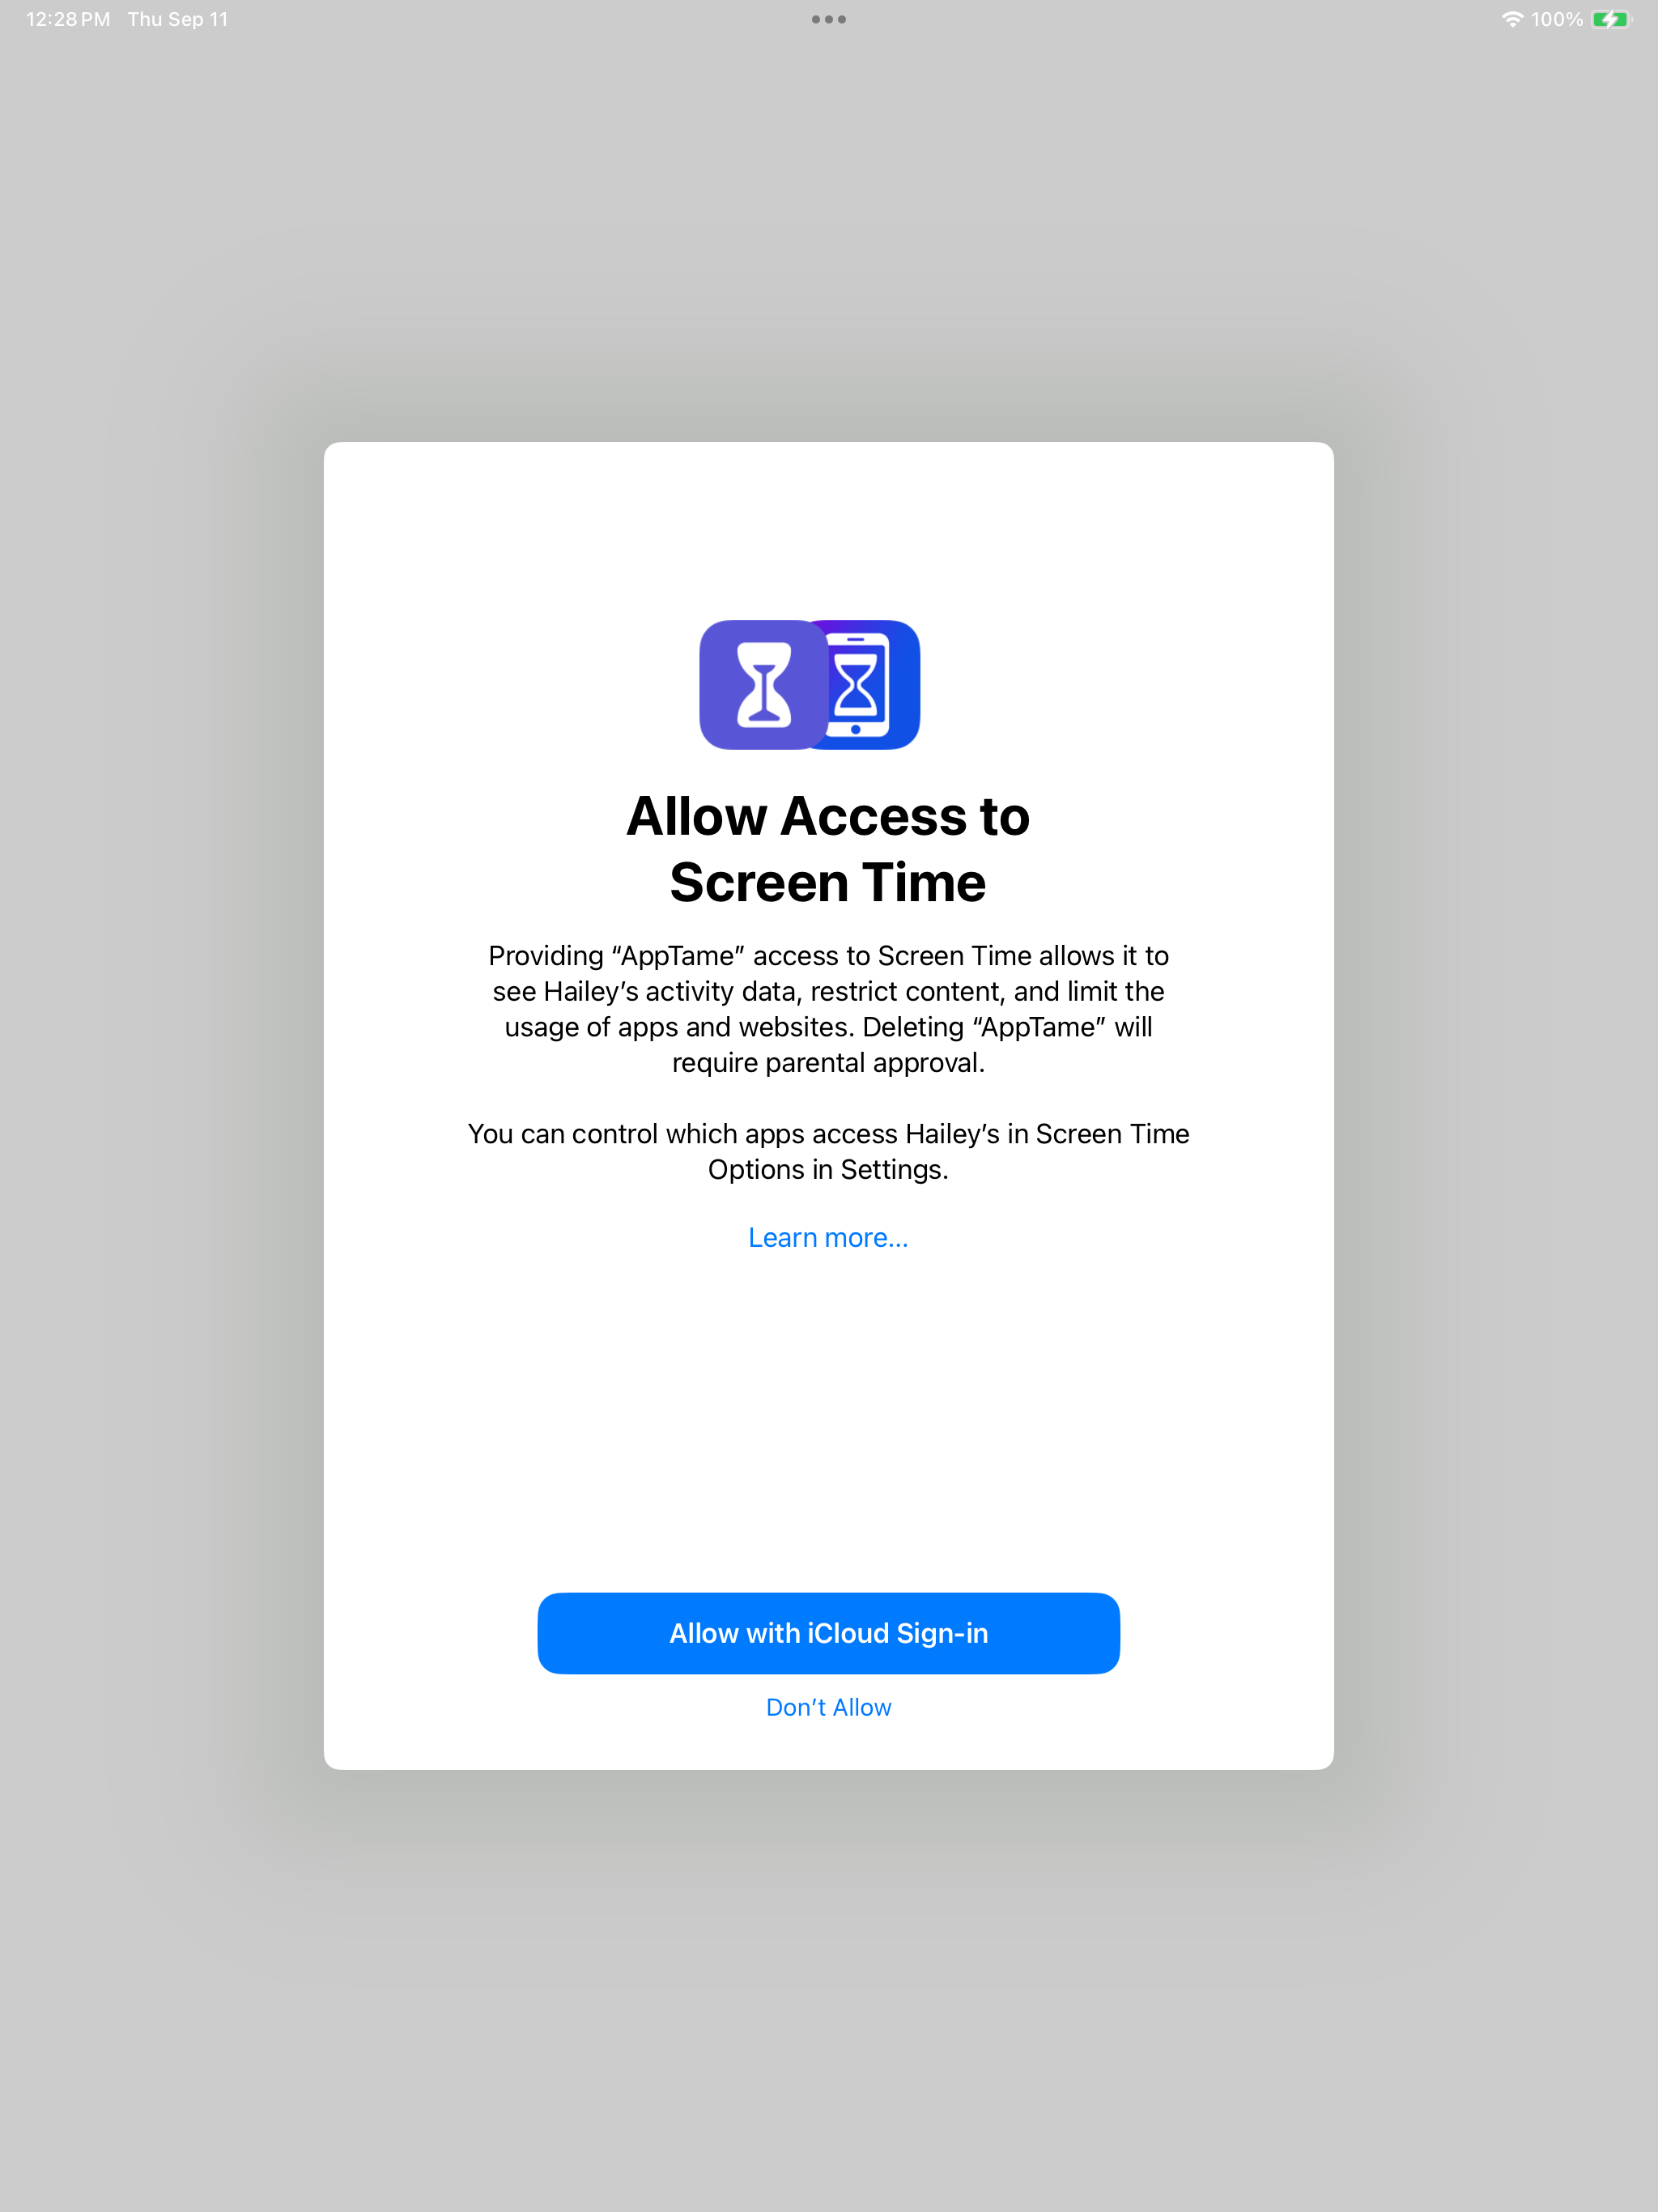 12:28 PM Thu Sep 11
100%
Allow Access to
Screen Time
Providing “AppTame” access to Screen Time allows it to
see Hailey’s activity data, restrict content, and limit the
usage of apps and websites. Deleting “AppTame” will
require parental approval.
You can control which apps access Hailey’s in Screen Time
Options in Settings.
Learn more...
Allow with iCloud Sign-in
Don’t Allow